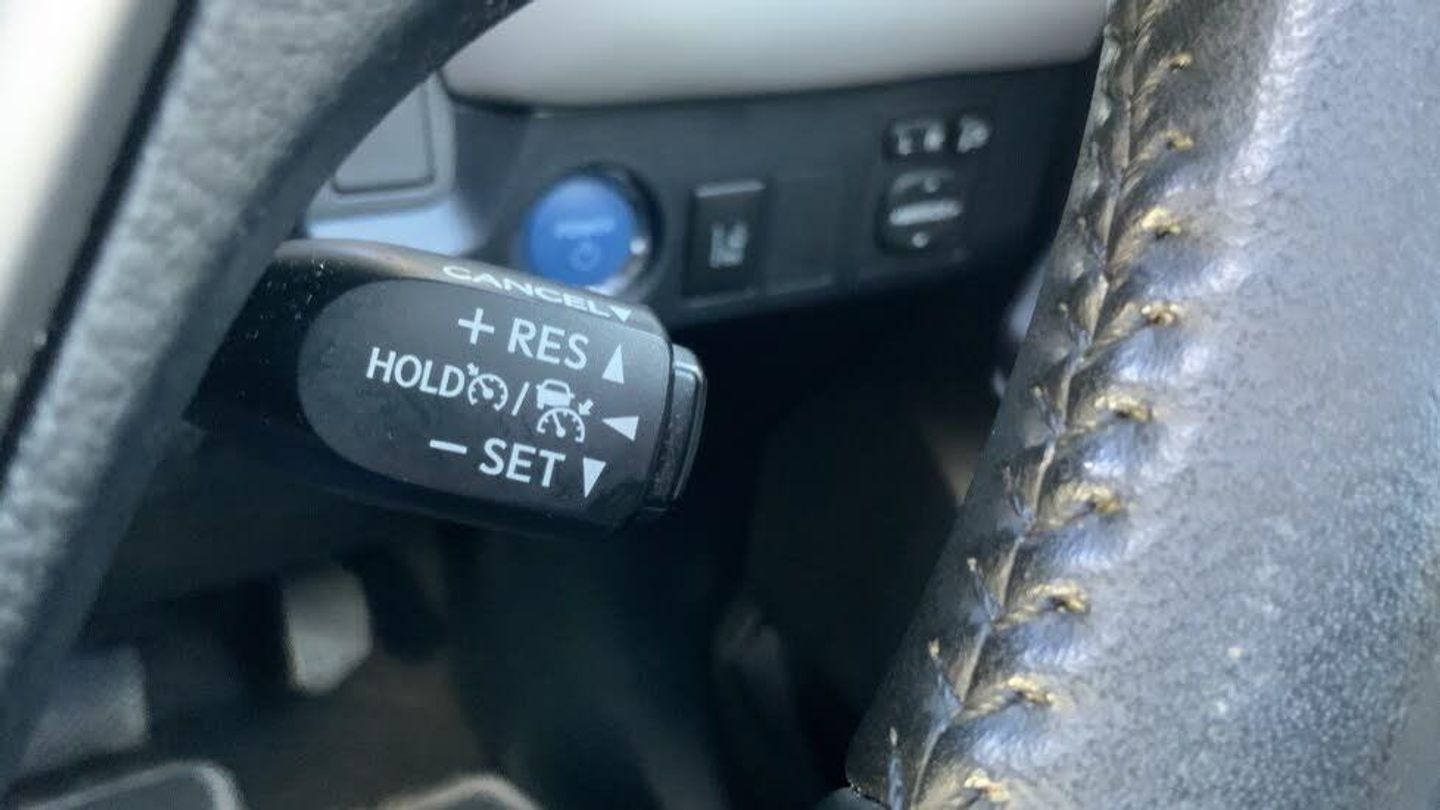 CANCEL
+ RES
HOLD /
- SET